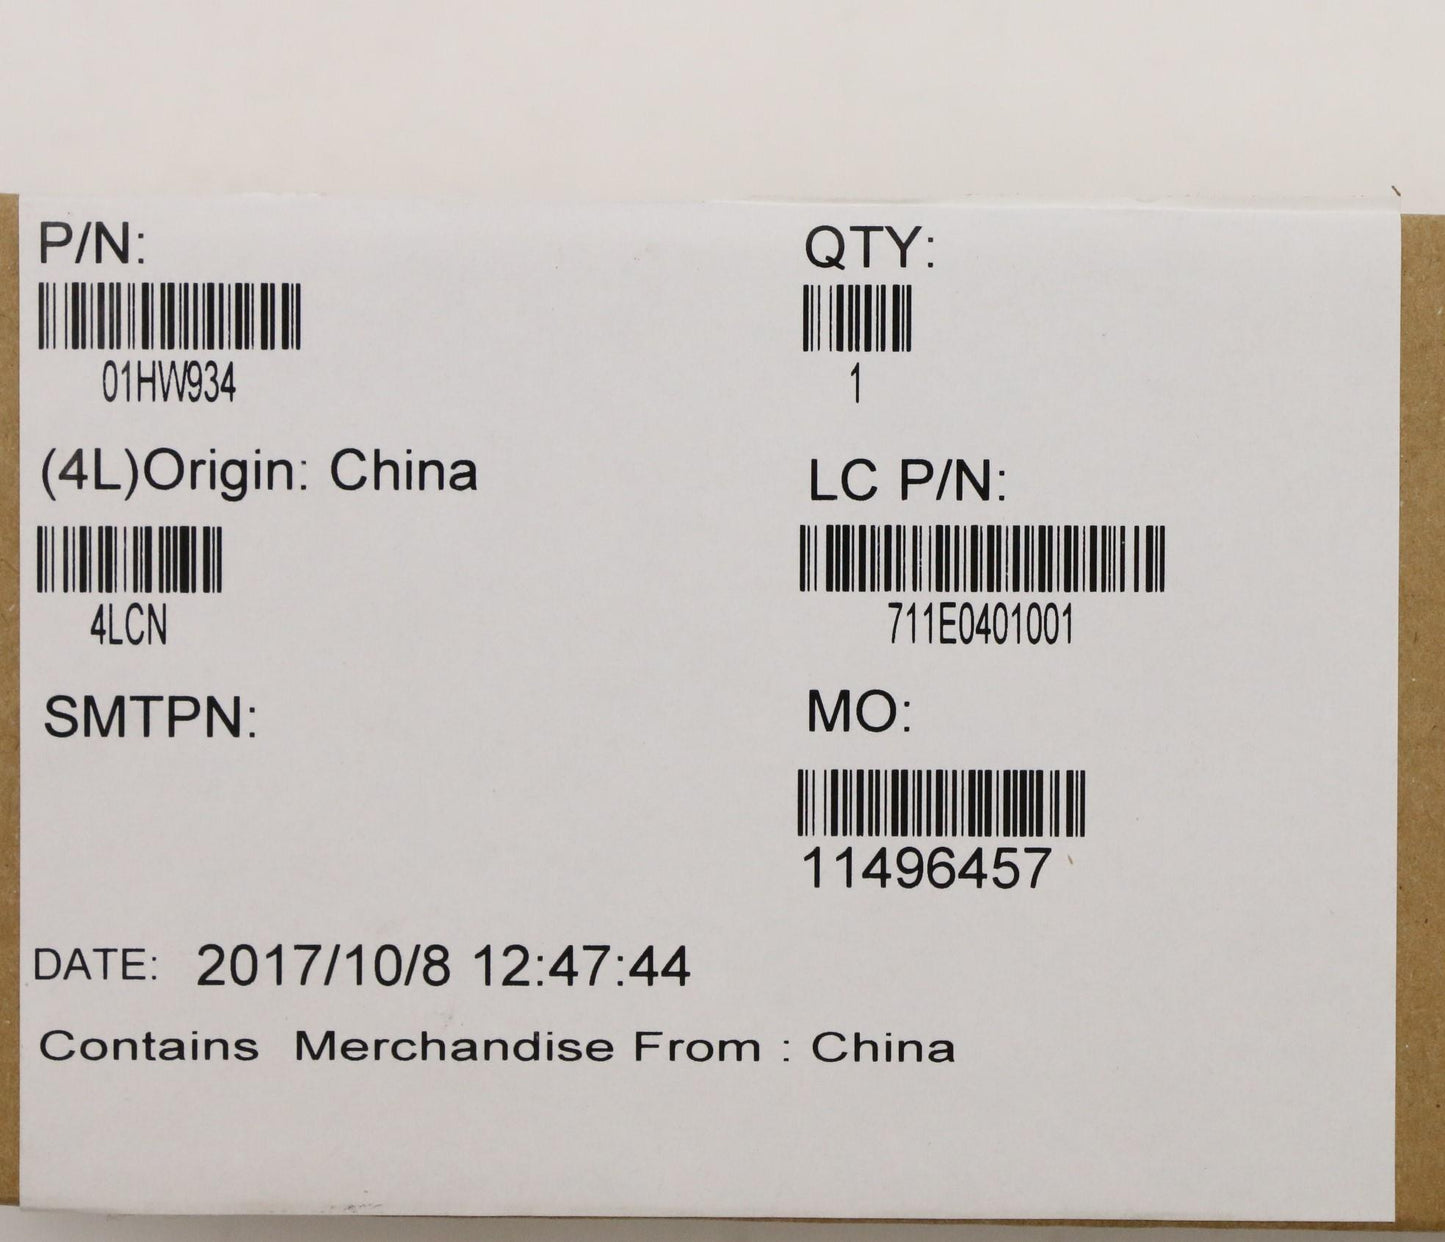 P/N:
01HW934
(4L)Origin: China
4LCN
SMTPN:
QTY:
1
LC P/N:
711E0401001
MO:
11496457
DATE: 2017/10/8 12:47:44
Contains Merchandise From : China